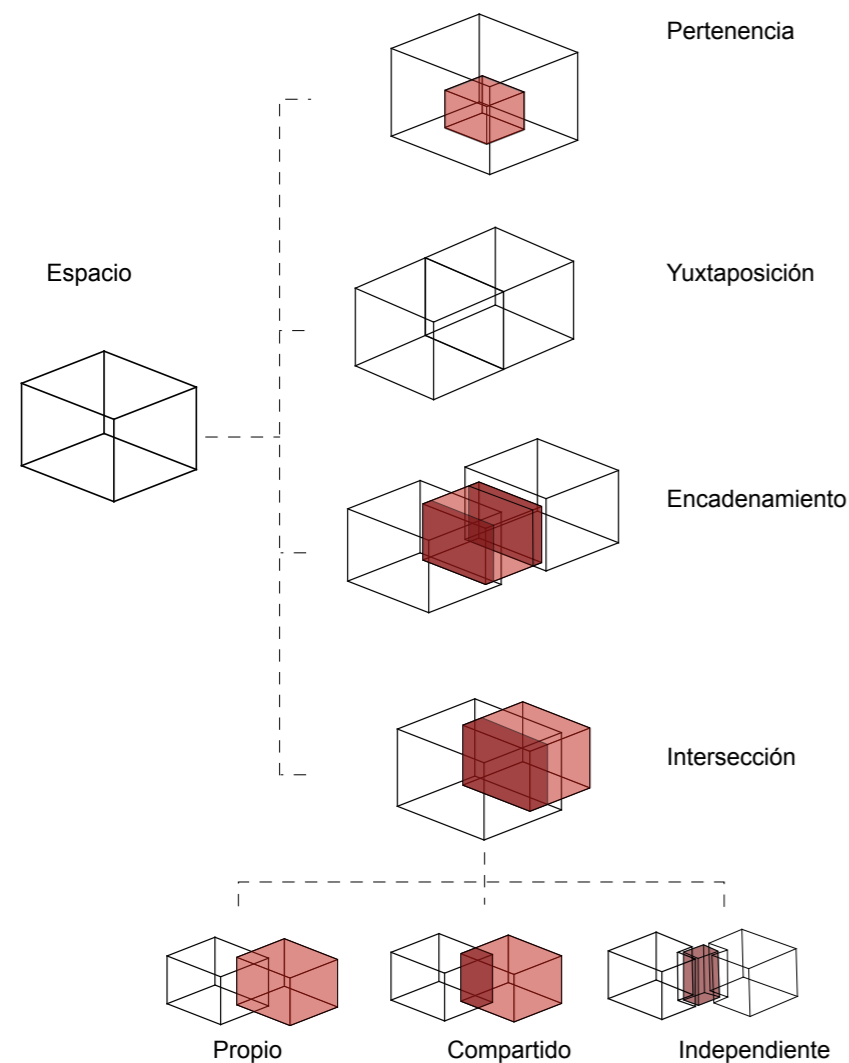 Pertenencia
Espacio
Yuxtaposición
Encadenamiento
Intersección
Propio
Compartido
Independiente